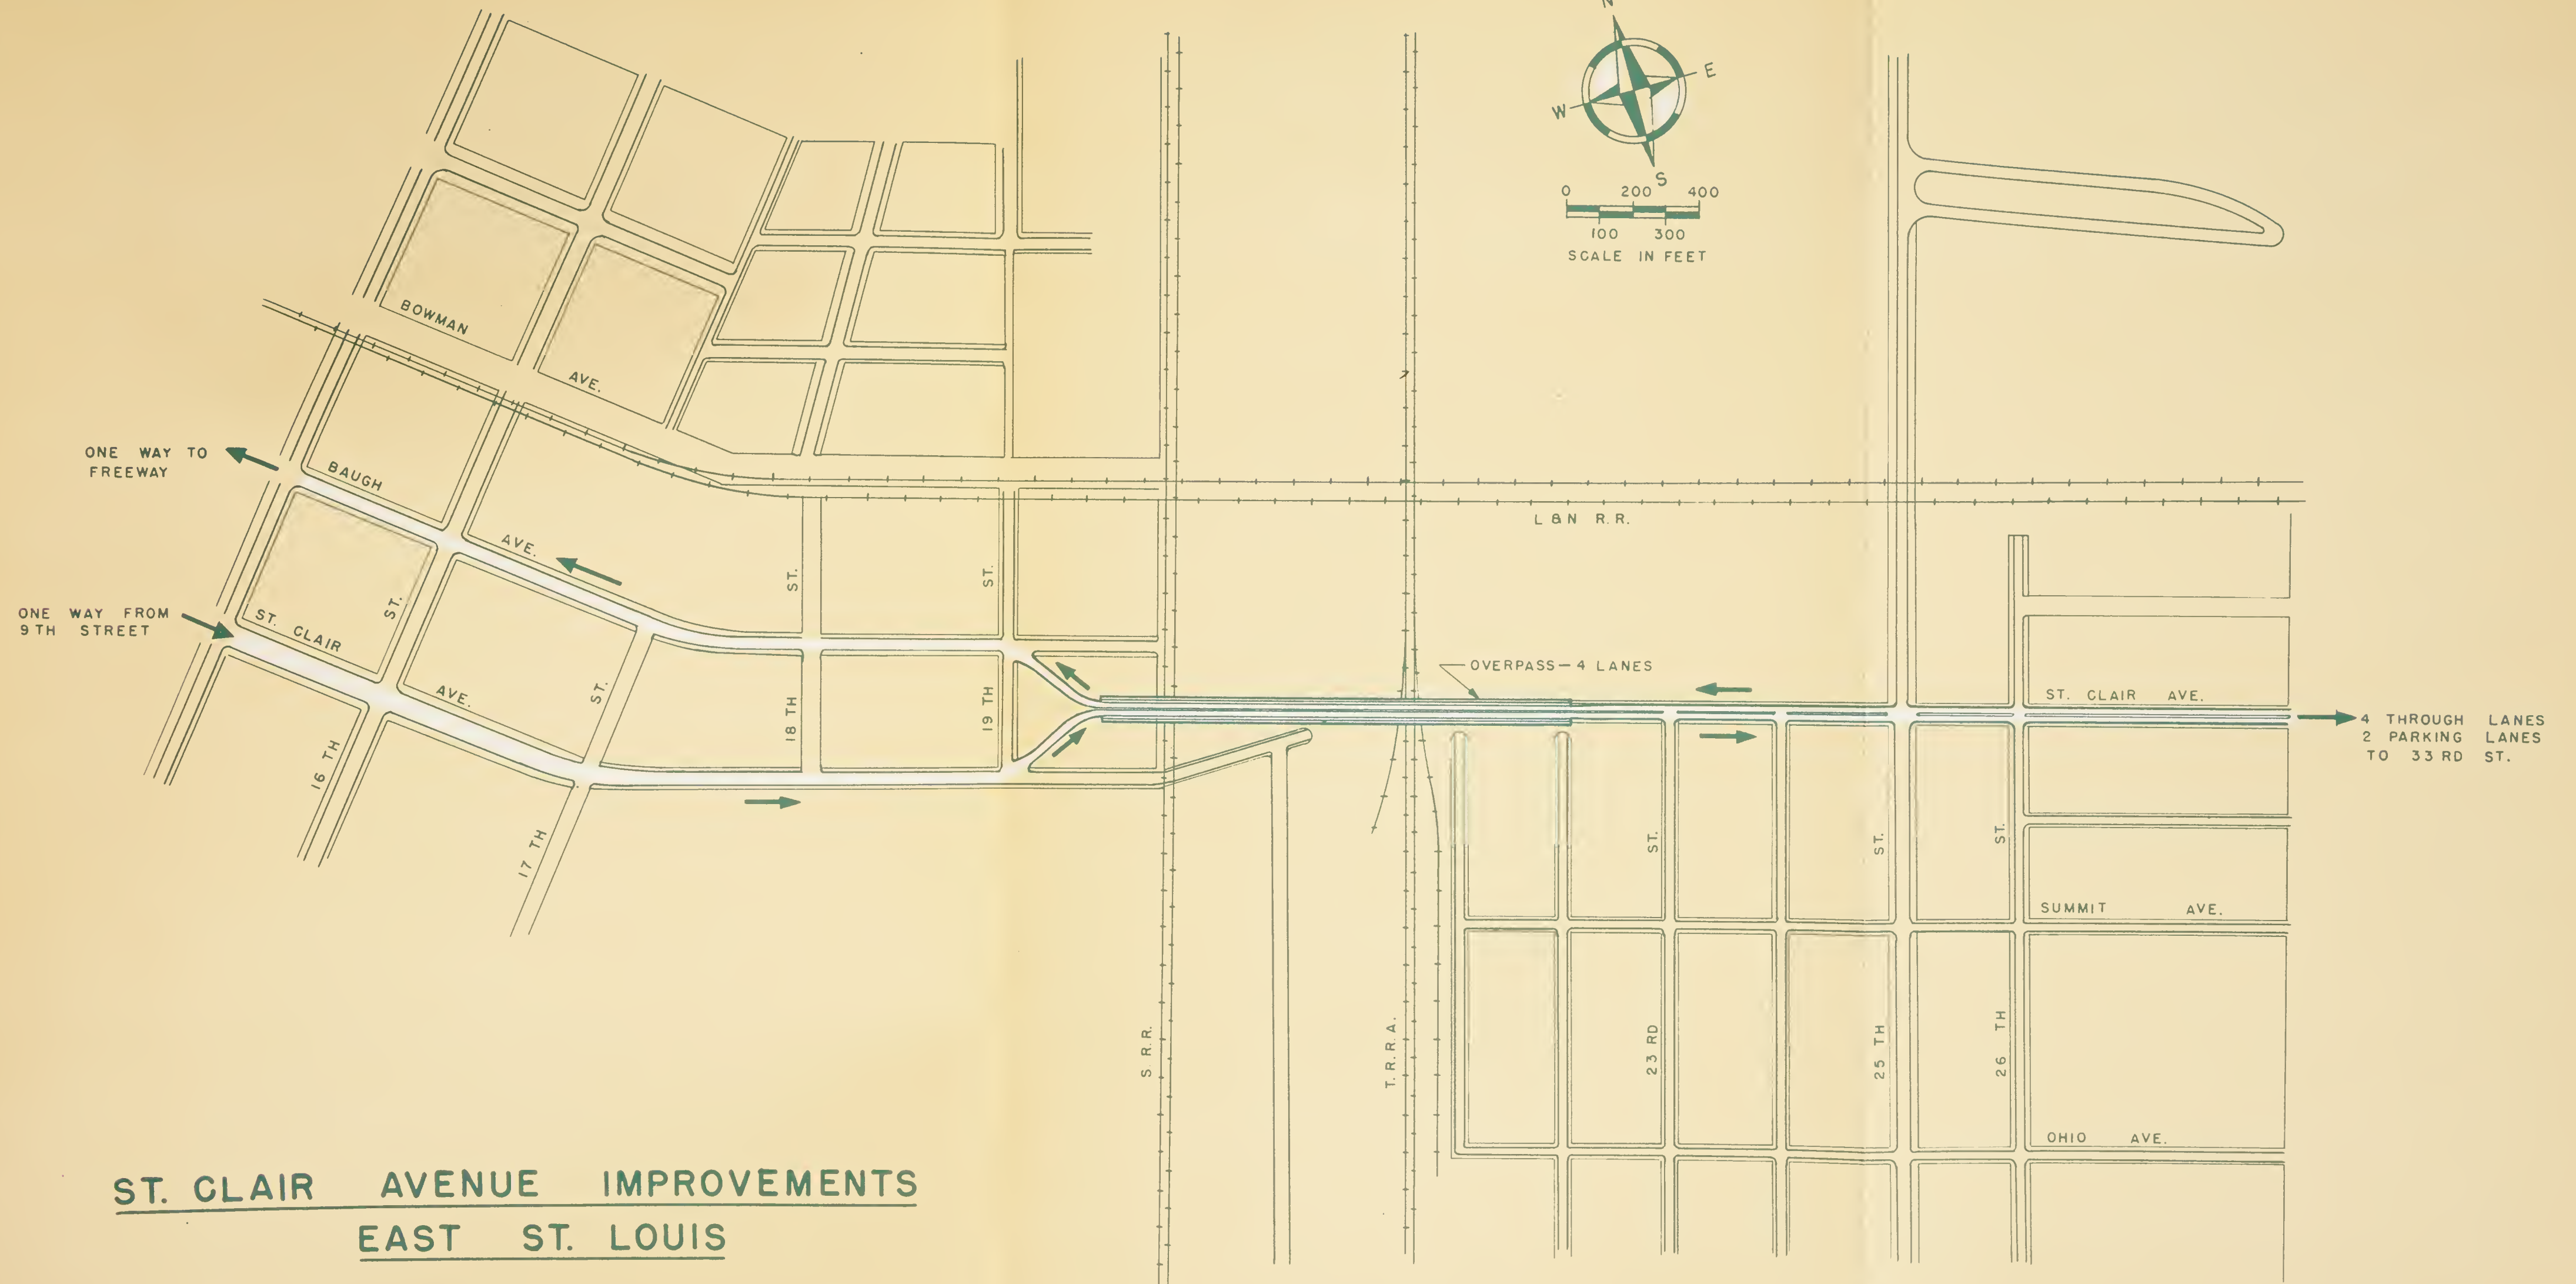 N
E
W
S
0 200 400
100 300
SCALE IN FEET
BOWMAN AVE.
ONE WAY TO
FREEWAY
BAUGH AVE.
ONE WAY FROM
9TH STREET
ST. CLAIR AVE.
16 TH ST.
17 TH ST.
18 TH ST.
19 TH ST.
L & N R.R.
OVERPASS — 4 LANES
ST. CLAIR AVE.
4 THROUGH LANES
2 PARKING LANES
TO 33 RD ST.
S. R.R.
T.R.R.A.
23 RD ST.
25 TH ST.
26 TH ST.
SUMMIT AVE.
OHIO AVE.
ST. CLAIR AVENUE IMPROVEMENTS
EAST ST. LOUIS